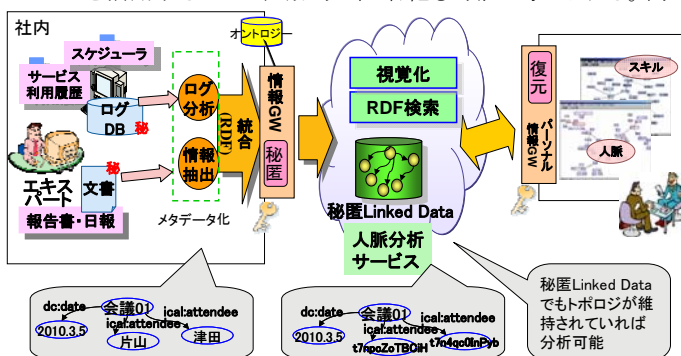 社内
スケジューラ
サービス
利用履歴
ログ
DB
秘
エキス
パート
秘
文書
報告書・日報
ログ
分析
情報
抽出
メタデータ化
統合
(RDF)
オントロジ
情報GW
秘匿
視覚化
RDF検索
秘匿Linked Data
人脈分析
サービス
復元
パーソナル
情報GW
スキル
人脈
dc:date
会議01
ical:attendee
ical:attendee
2010.3.5
片山
津田
dc:date
会議01
ical:attendee
ical:attendee
2010.3.5
秘匿Linked Data
でもトポロジが維
持されていれば
分析可能